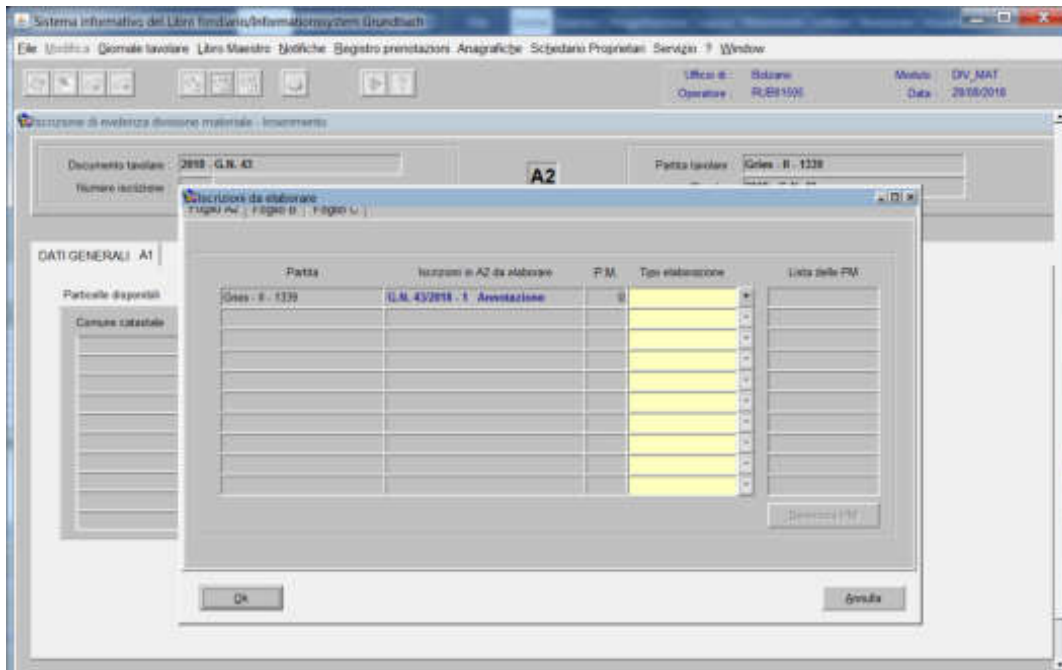 Sistema informativo del Libro fondiario/Informationssystem Grundbuch
File Modifica Giornale tavolare Libro Maestro Notifiche Registro prenotazioni Anagrafiche Schedario Proprietari Servizio ? Window
Ufficio di : Bolzano Modulo DIV_MAT
Operatore Data
Iscrizione di evidenza divisione materiale - Inserimento
Documento tavolare 2018 G.N. 43 A2 Partita tavolare Gries - II - 1339
Numero iscrizione
Iscrizioni da elaborare
Foglio A2 Foglio B Foglio C
DATI GENERALI A1
Partita Iscrizioni in A2 da elaborare P.M. Tipo elaborazione Lista delle PM
Particelle disponibili Gries - II - 1339 G.N. 43/2018 - 1 Annotazione 0
Comune catastale
Seleziona PM
Ok Annulla